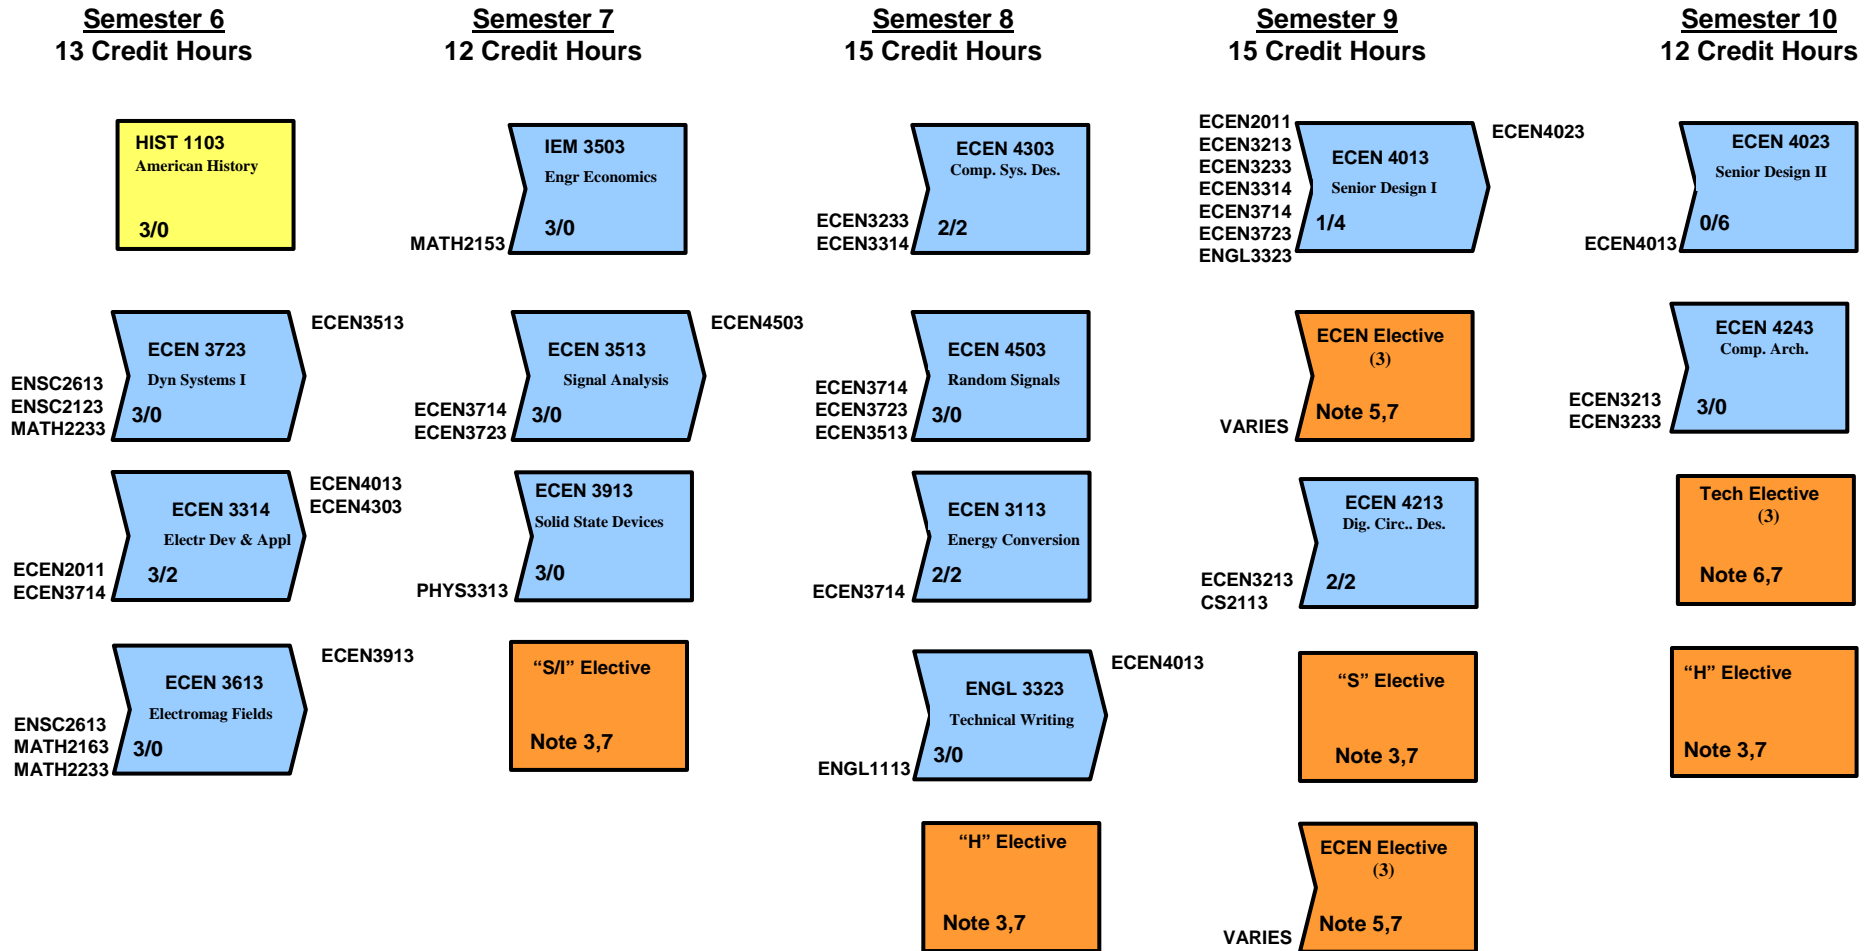 Semester 6
13 Credit Hours
HIST 1103
American History
3/0
ECEN3513
ECEN 3723
Dyn Systems I
ENSC2613
ENSC2123
MATH2233
3/0
ECEN4013
ECEN4303
ECEN 3314
Electr Dev & Appl
ECEN2011
ECEN3714
3/2
ECEN3913
ECEN 3613
Electromag Fields
ENSC2613
MATH2163
MATH2233
3/0
Semester 7
12 Credit Hours
IEM 3503
Engr Economics
3/0
MATH2153
ECEN4503
ECEN 3513
Signal Analysis
ECEN3714
ECEN3723
3/0
ECEN 3913
Solid State Devices
3/0
PHYS3313
“S/I” Elective
Note 3,7
Semester 8
15 Credit Hours
ECEN 4303
Comp. Sys. Des.
ECEN3233
ECEN3314
2/2
ECEN 4503
Random Signals
ECEN3714
ECEN3723
ECEN3513
3/0
ECEN 3113
Energy Conversion
2/2
ECEN3714
ECEN4013
ENGL 3323
Technical Writing
3/0
ENGL1113
“H” Elective
Note 3,7
Semester 9
15 Credit Hours
ECEN2011
ECEN3213
ECEN3233
ECEN3314
ECEN3714
ECEN3723
ENGL3323
ECEN4023
ECEN 4013
Senior Design I
1/4
ECEN Elective
(3)
Note 5,7
VARIES
ECEN 4213
Dig. Circ.. Des.
ECEN3213
CS2113
2/2
“S” Elective
Note 3,7
ECEN Elective
(3)
Note 5,7
VARIES
Semester 10
12 Credit Hours
ECEN 4023
Senior Design II
0/6
ECEN4013
ECEN 4243
Comp. Arch.
ECEN3213
ECEN3233
3/0
Tech Elective
(3)
Note 6,7
“H” Elective
Note 3,7